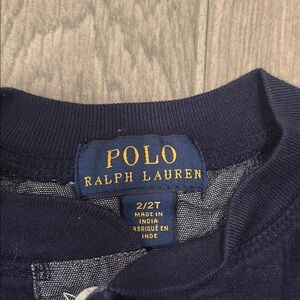 POLO
RALPH LAUREN
2/2T
MADE IN
INDIA
FABRIQUÉ EN
INDE